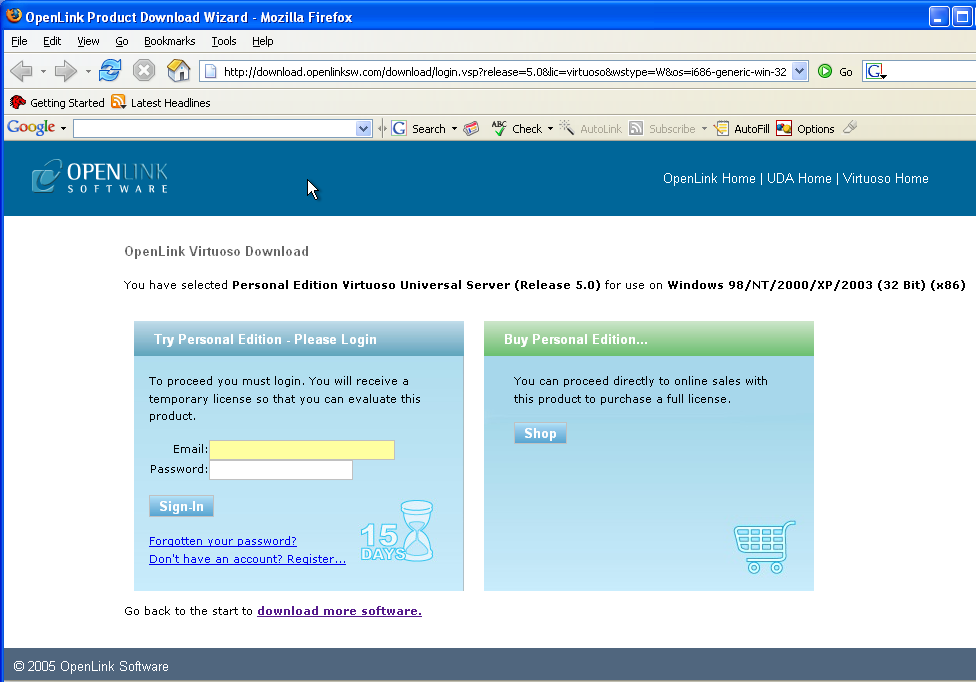 OpenLink Product Download Wizard - Mozilla Firefox
File Edit View Go Bookmarks Tools Help
http://download.openlinksw.com/download/login.vsp?release=5.0&lic=virtuoso&wstype=W&os=i686-generic-win-32 Go G
Getting Started Latest Headlines
Google G Search ABC Check AutoLink Subscribe AutoFill Options
OPENLINK
SOFTWARE
OpenLink Home | UDA Home | Virtuoso Home
OpenLink Virtuoso Download
You have selected Personal Edition Virtuoso Universal Server (Release 5.0) for use on Windows 98/NT/2000/XP/2003 (32 Bit) (x86)
Try Personal Edition - Please Login
To proceed you must login. You will receive a
temporary license so that you can evaluate this
product.
Email:
Password:
Sign-In
Forgotten your password?
Don't have an account? Register...
15
DAYS
Buy Personal Edition...
You can proceed directly to online sales with
this product to purchase a full license.
Shop
Go back to the start to download more software.
© 2005 OpenLink Software